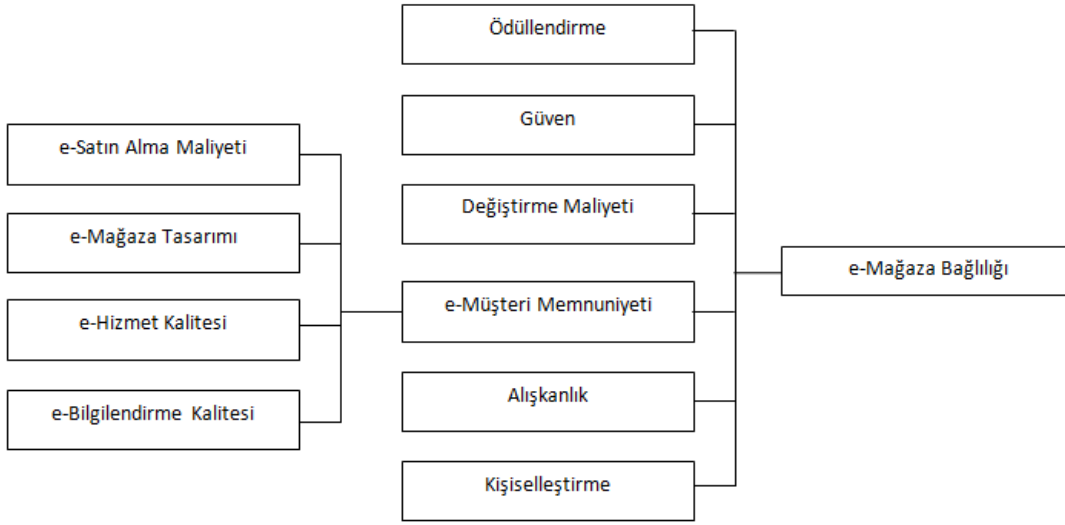 e-Satın Alma Maliyeti
e-Mağaza Tasarımı
e-Hizmet Kalitesi
e-Bilgilendirme Kalitesi
Ödüllendirme
Güven
Değiştirme Maliyeti
e-Müşteri Memnuniyeti
Alışkanlık
Kişiselleştirme
e-Mağaza Bağlılığı